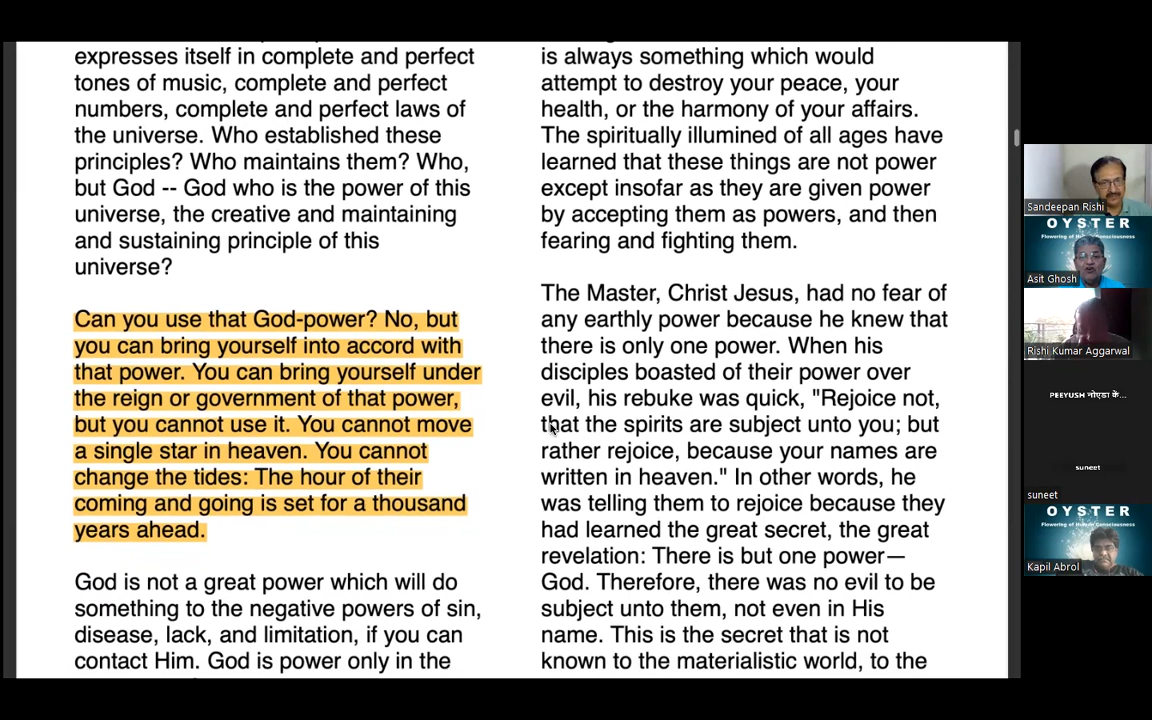 expresses itself in complete and perfect
tones of music, complete and perfect
numbers, complete and perfect laws of
the universe. Who established these
principles? Who maintains them? Who,
but God -- God who is the power of this
universe, the creative and maintaining
and sustaining principle of this
universe?
Can you use that God-power? No, but
you can bring yourself into accord with
that power. You can bring yourself under
the reign or government of that power,
but you cannot use it. You cannot move
a single star in heaven. You cannot
change the tides: The hour of their
coming and going is set for a thousand
years ahead.
God is not a great power which will do
something to the negative powers of sin,
disease, lack, and limitation, if you can
contact Him. God is power only in the
is always something which would
attempt to destroy your peace, your
health, or the harmony of your affairs.
The spiritually illumined of all ages have
learned that these things are not power
except insofar as they are given power
by accepting them as powers, and then
fearing and fighting them.
The Master, Christ Jesus, had no fear of
any earthly power because he knew that
there is only one power. When his
disciples boasted of their power over
evil, his rebuke was quick, "Rejoice not,
that the spirits are subject unto you; but
rather rejoice, because your names are
written in heaven." In other words, he
was telling them to rejoice because they
had learned the great secret, the great
revelation: There is but one power—
God. Therefore, there was no evil to be
subject unto them, not even in His
name. This is the secret that is not
known to the materialistic world, to the
Sandeepan Rishi
OYSTER
Flowering of Consciousness
Asit Ghosh
Rishi Kumar Aggarwal
PEEYUSH नोएडा कें...
suneet
suneet
OYSTER
Flowering of Human Consciousness
Kapil Abrol